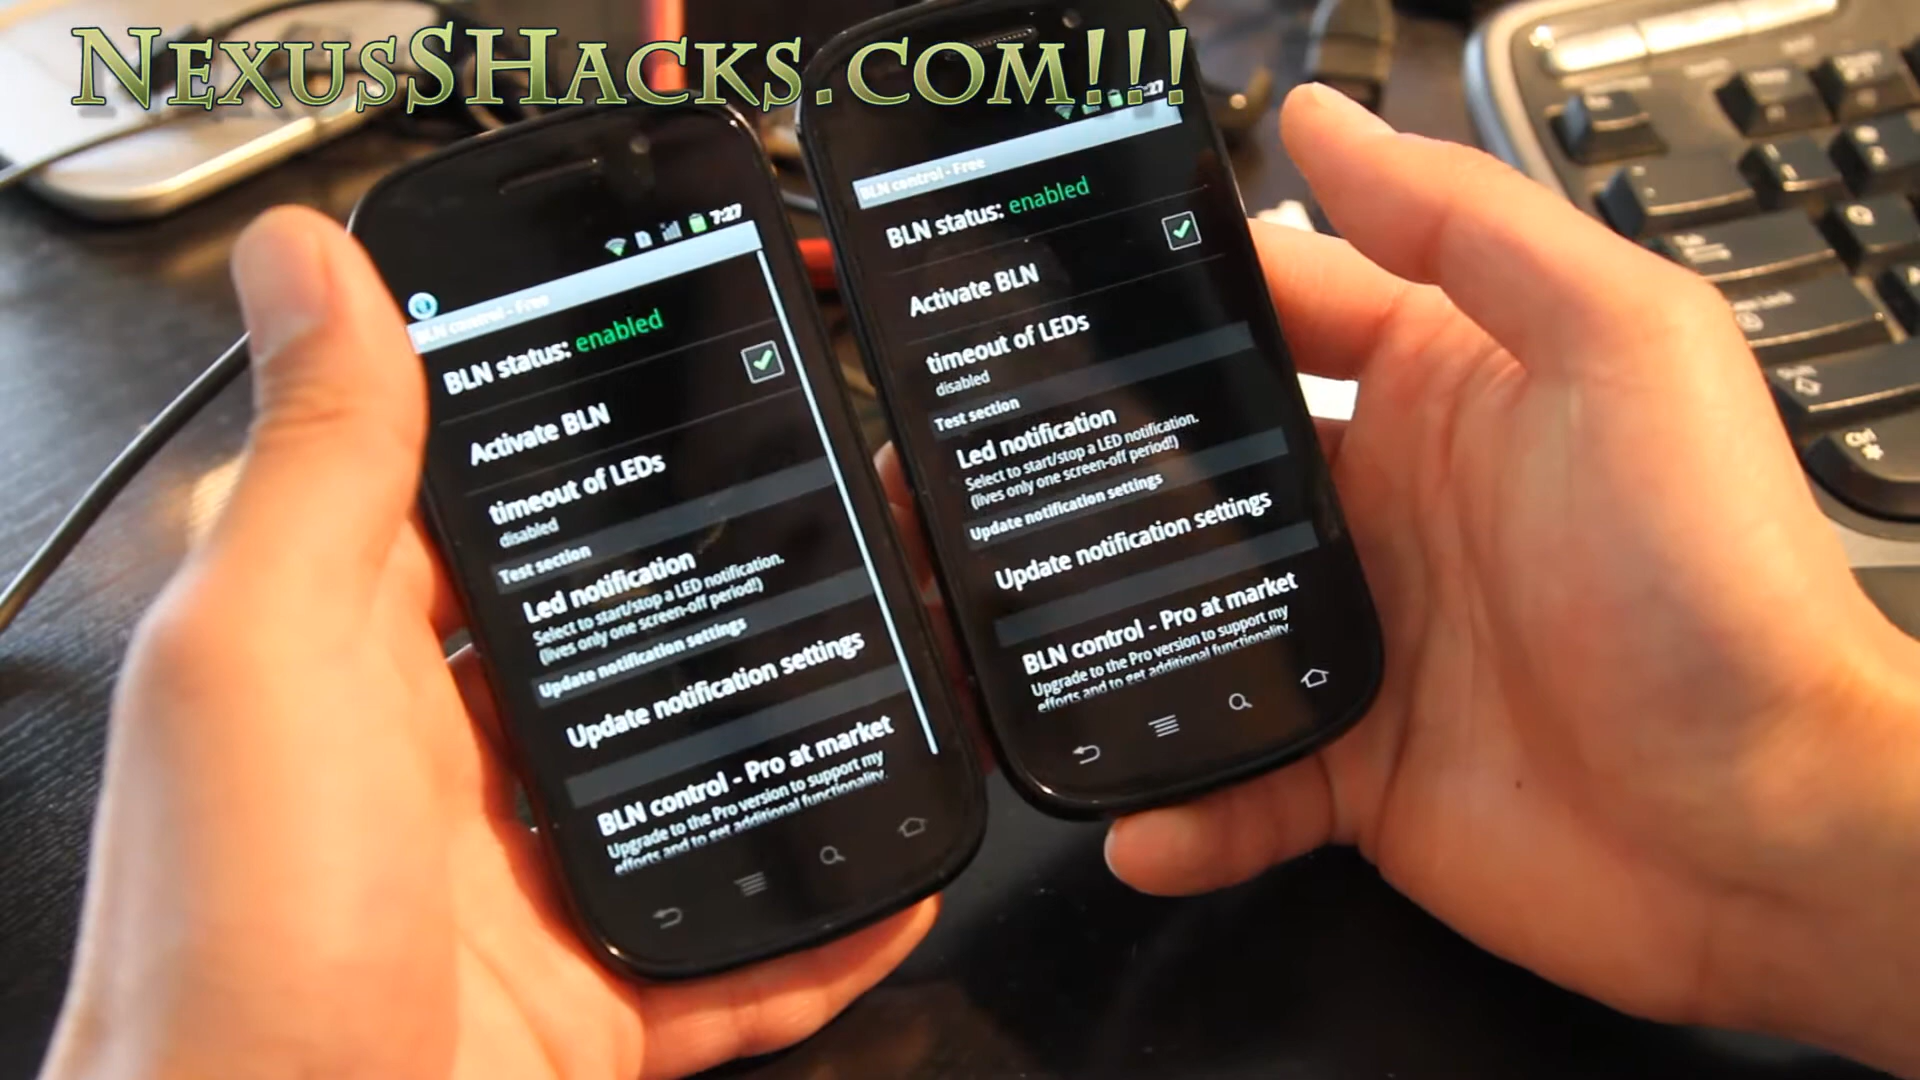 NexusSHacks.com!!!
7:27
BLN control - Free
BLN status: enabled
Activate BLN
timeout of LEDs
disabled
Test section
Led notification
Select to start/stop a LED notification.
(lives only one screen-off period!)
Update notification settings
Update notification settings
BLN control - Pro at market
Upgrade to the Pro version to support my
efforts and to get additional functionality.
:27
BLN control - Free
BLN status: enabled
Activate BLN
timeout of LEDs
disabled
Test section
Led notification
Select to start/stop a LED notification.
(lives only one screen-off period!)
Update notification settings
Update notification settings
BLN control - Pro at market
Upgrade to the Pro version to support my
efforts and to get additional functionality.
Ctrl